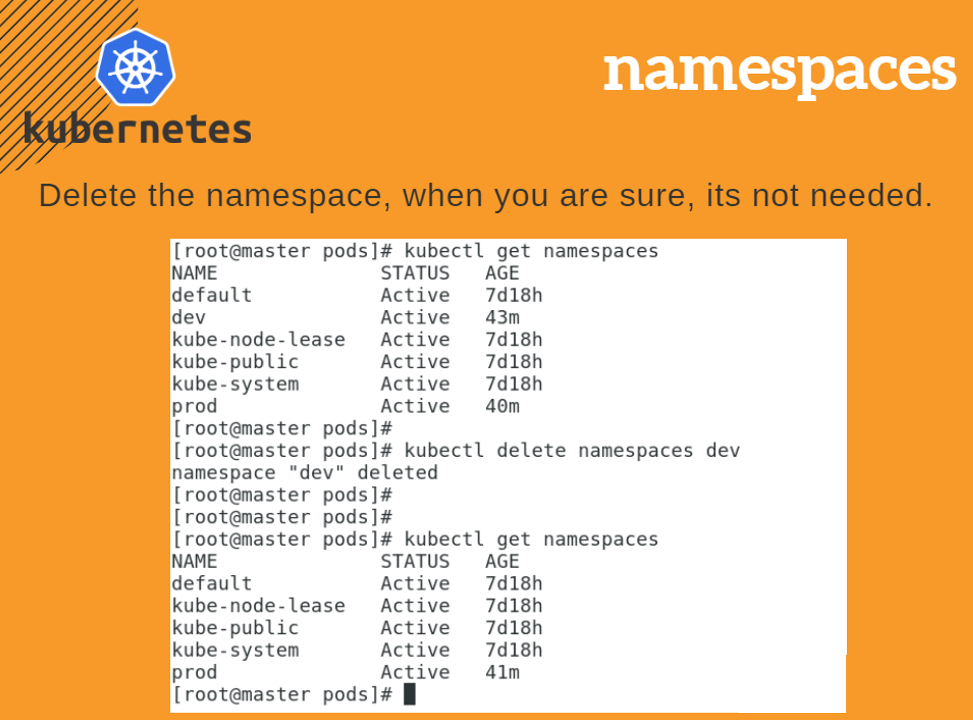 kubernetes
namespaces
Delete the namespace, when you are sure, its not needed.
[root@master pods]# kubectl get namespaces
NAME              STATUS   AGE
default           Active   7d18h
dev               Active   43m
kube-node-lease   Active   7d18h
kube-public       Active   7d18h
kube-system       Active   7d18h
prod              Active   40m
[root@master pods]#
[root@master pods]# kubectl delete namespaces dev
namespace "dev" deleted
[root@master pods]#
[root@master pods]#
[root@master pods]# kubectl get namespaces
NAME              STATUS   AGE
default           Active   7d18h
kube-node-lease   Active   7d18h
kube-public       Active   7d18h
kube-system       Active   7d18h
prod              Active   41m
[root@master pods]#